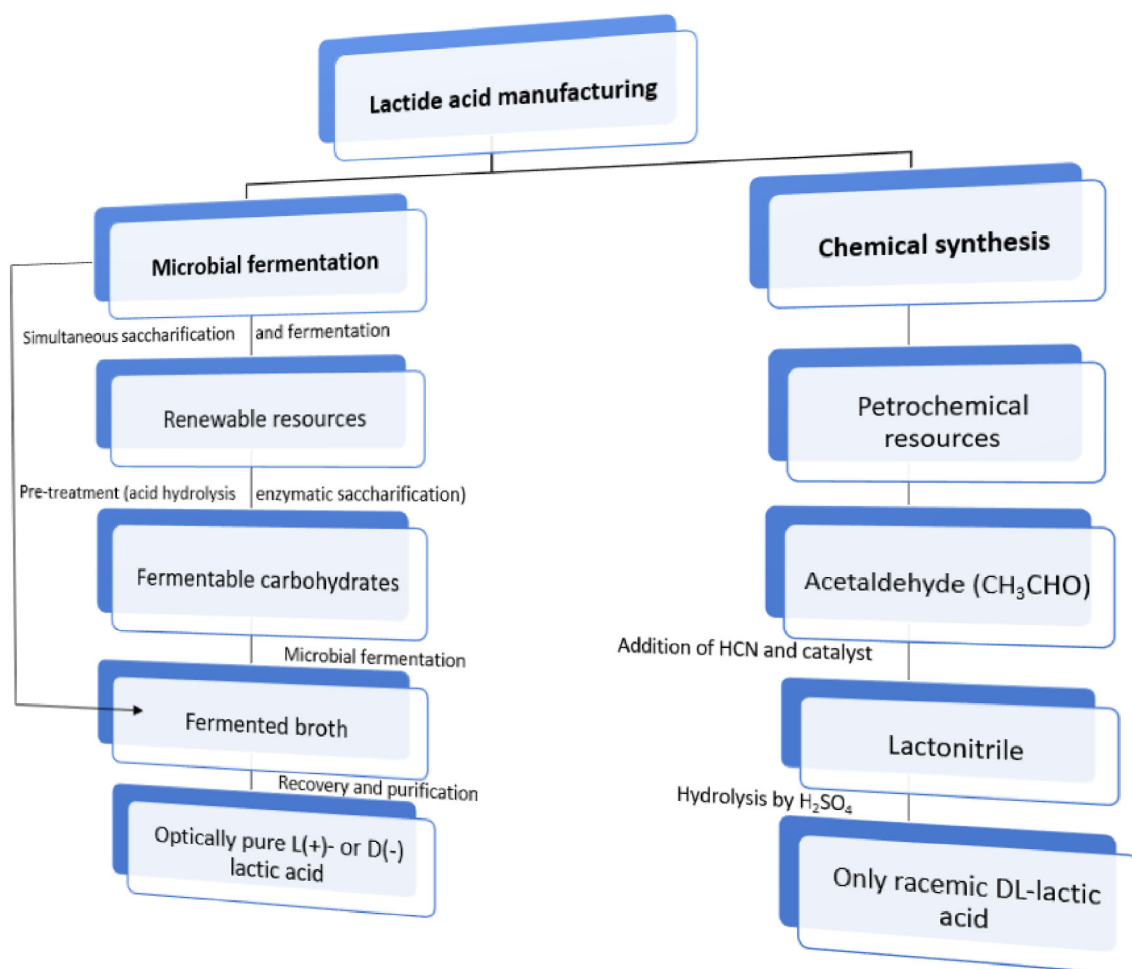 Lactide acid manufacturing
Microbial fermentation
Simultaneous saccharification and fermentation
Renewable resources
Pre-treatment (acid hydrolysis enzymatic saccharification)
Fermentable carbohydrates
Microbial fermentation
Fermented broth
Recovery and purification
Optically pure L(+)- or D(-)
lactic acid
Chemical synthesis
Petrochemical
resources
Acetaldehyde (CH₃CHO)
Addition of HCN and catalyst
Lactonitrile
Hydrolysis by H₂SO₄
Only racemic DL-lactic
acid